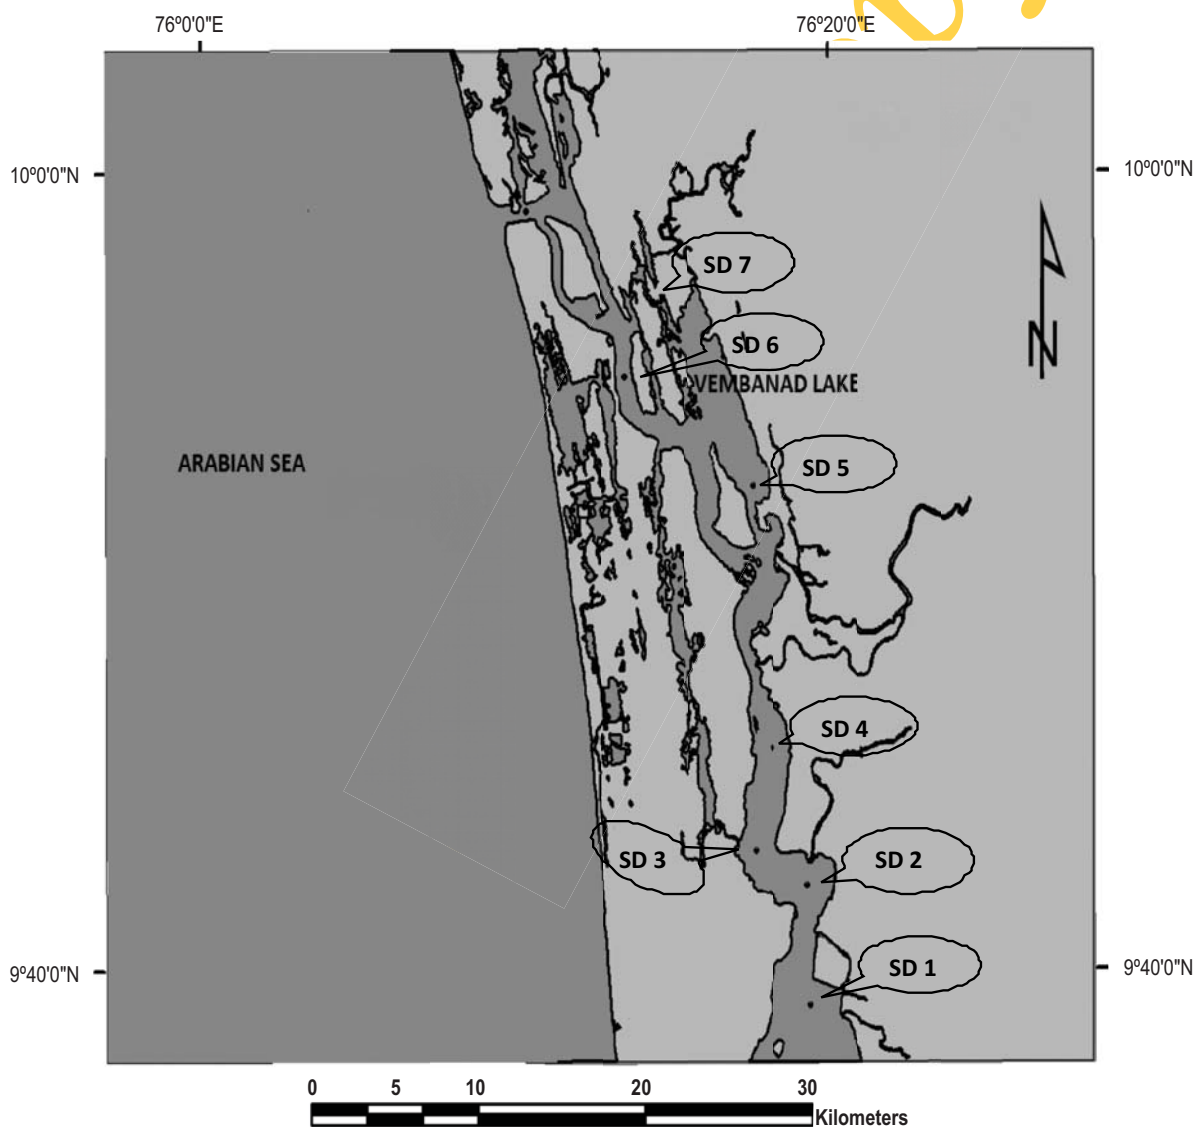 76°0'0"E
76°20'0"E
10°0'0"N
10°0'0"N
SD 7
SD 6
VEMBANAD LAKE
ARABIAN SEA
SD 5
N
SD 4
SD 3
SD 2
SD 1
9°40'0"N
9°40'0"N
0 5 10 20 30
Kilometers